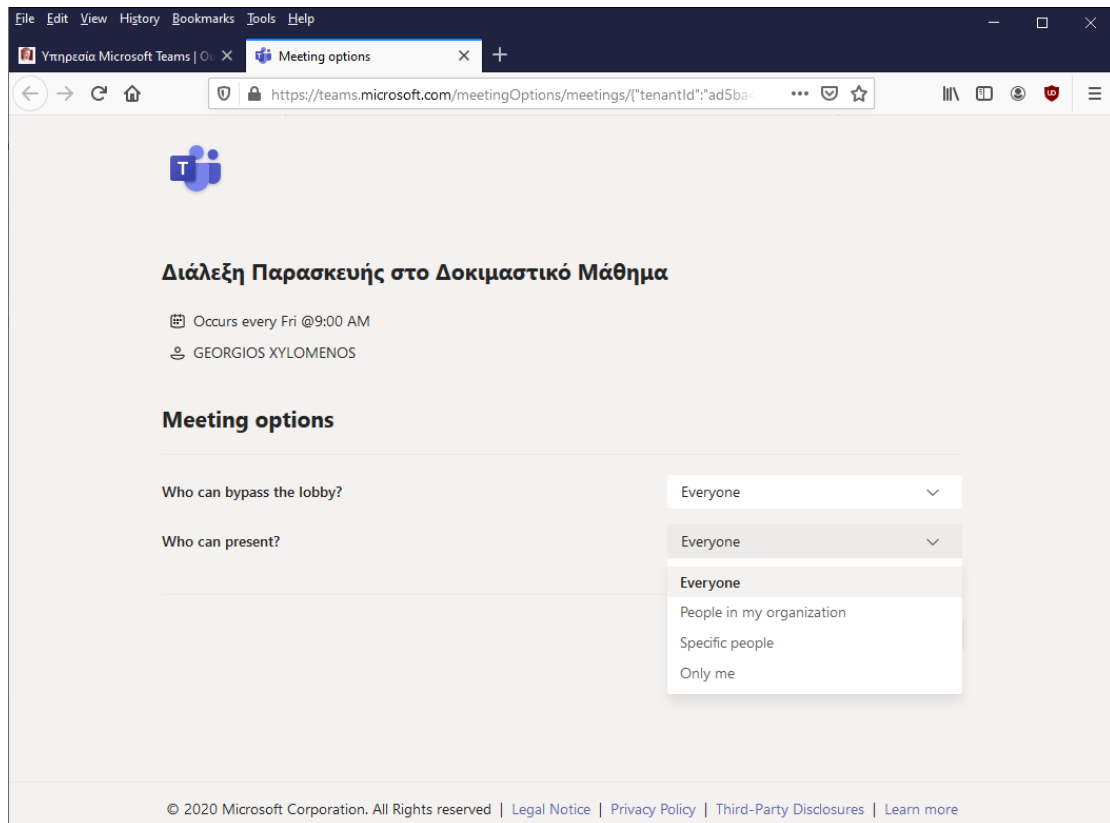 File Edit View History Bookmarks Tools Help
Υπηρεσία Microsoft Teams | Meeting options
https://teams.microsoft.com/meetingOptions/meetings/{"tenantId":"ad5ba
T
Διάλεξη Παρασκευής στο Δοκιμαστικό Μάθημα
Occurs every Fri @9:00 AM
GEORGIOS XYLOMENOS
Meeting options
Who can bypass the lobby? Everyone
Who can present? Everyone
Everyone
People in my organization
Specific people
Only me
© 2020 Microsoft Corporation. All Rights reserved | Legal Notice | Privacy Policy | Third-Party Disclosures | Learn more